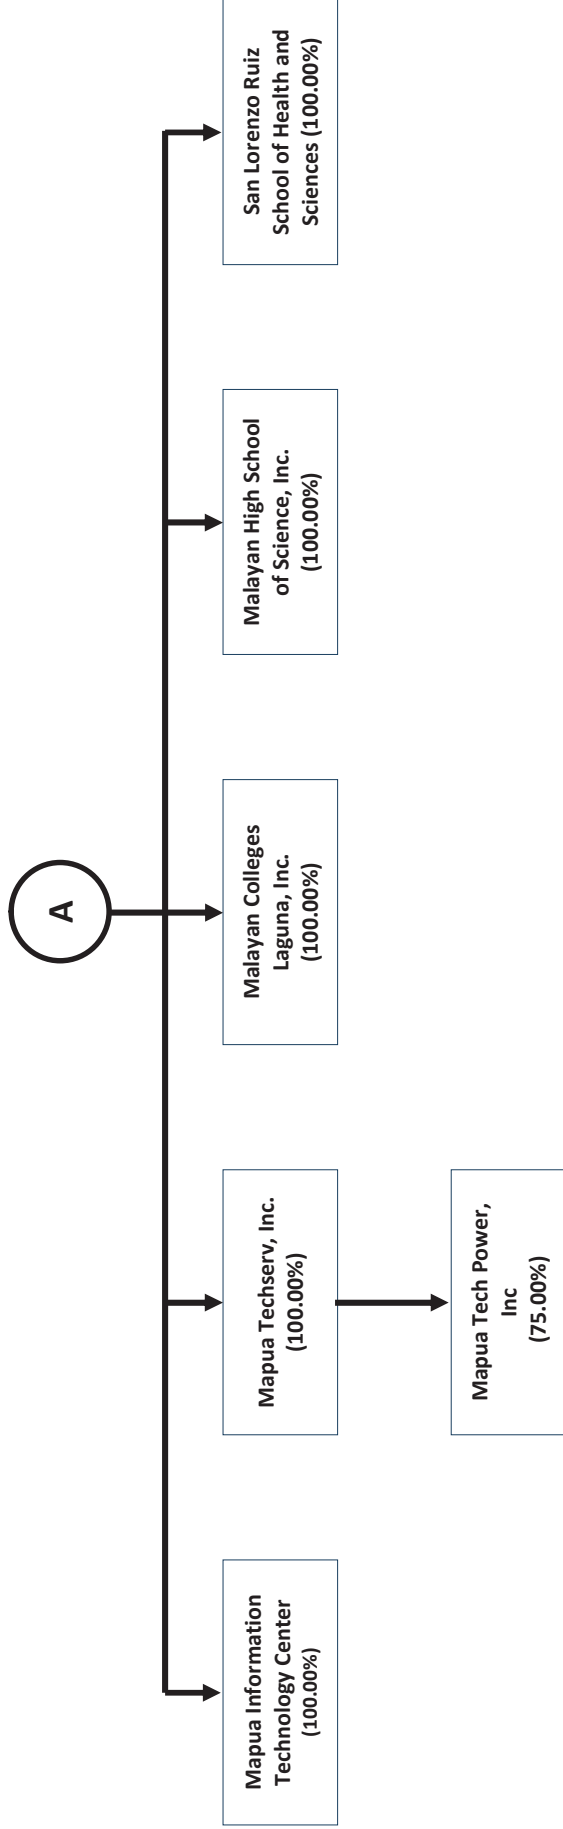 A
Mapua Information
Technology Center
(100.00%)
Mapua Techserv, Inc.
(100.00%)
Malayan Colleges
Laguna, Inc.
(100.00%)
Malayan High School
of Science, Inc.
(100.00%)
San Lorenzo Ruiz
School of Health and
Sciences (100.00%)
Mapua Tech Power,
Inc
(75.00%)